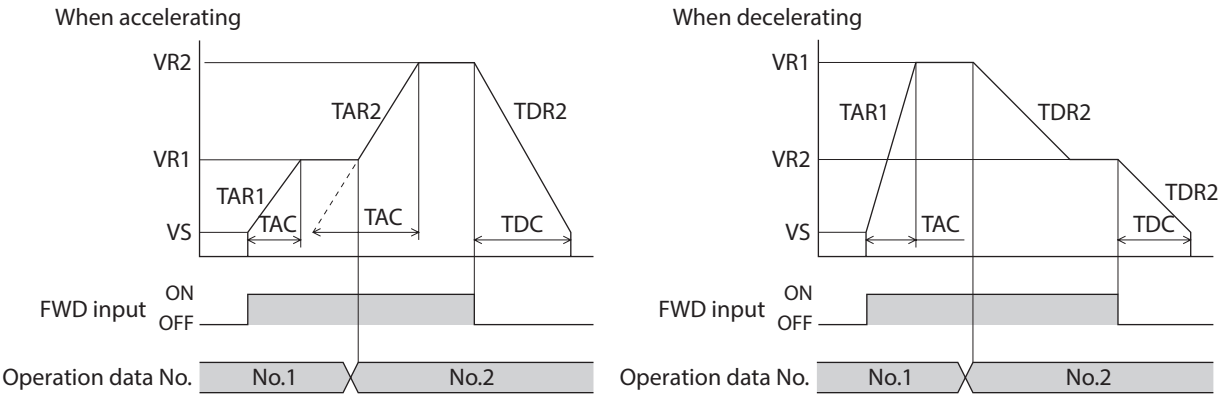 When accelerating
VR2
TAR2
TDR2
VR1
TAR1
TAC
TAC
TDC
VS
FWD input
ON
OFF
Operation data No.
No.1
No.2
When decelerating
VR1
TAR1
TDR2
VR2
TDR2
VS
TAC
TDC
FWD input
ON
OFF
Operation data No.
No.1
No.2